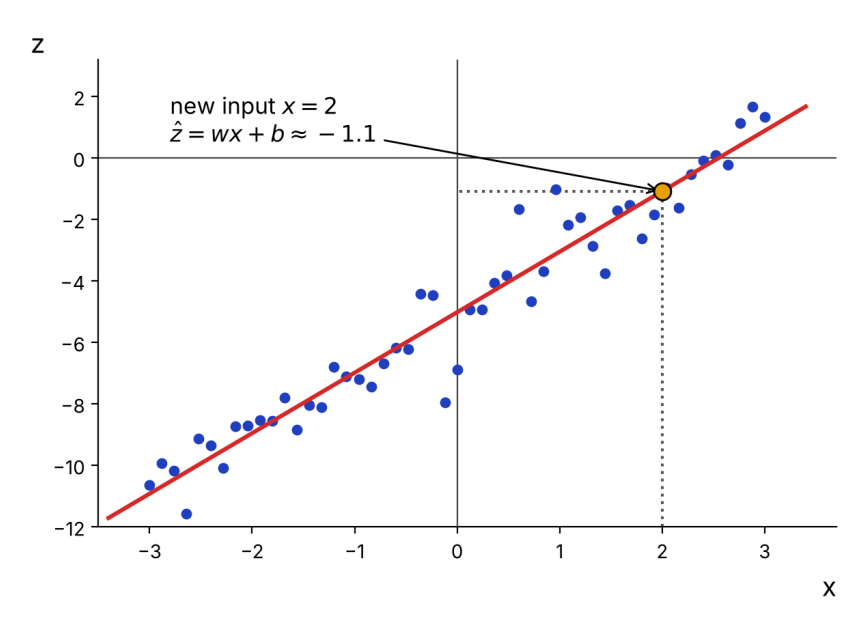 z
new input x = 2
ẑ = wx + b ≈ −1.1
2
0
−2
−4
−6
−8
−10
−12
−3 −2 −1 0 1 2 3
x